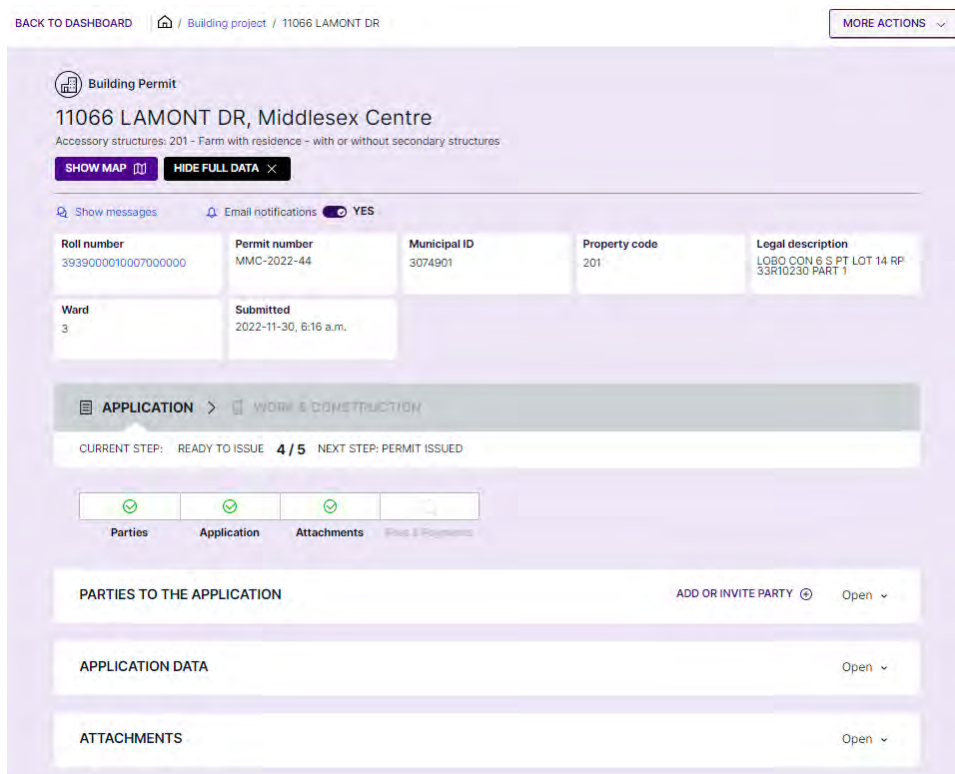 BACK TO DASHBOARD / Building project / 11066 LAMONT DR MORE ACTIONS
Building Permit
11066 LAMONT DR, Middlesex Centre
Accessory structures: 201 - Farm with residence - with or without secondary structures
SHOW MAP HIDE FULL DATA
Show messages Email notifications YES
Roll number Permit number Municipal ID Property code Legal description
3939000010007000000 MMC-2022-44 3074901 201 LOBO CON 6 S PT LOT 14 RP
33R10230 PART 1
Ward Submitted
3 2022-11-30, 6:16 a.m.
APPLICATION > WORK & CONSTRUCTION
CURRENT STEP: READY TO ISSUE 4 / 5 NEXT STEP: PERMIT ISSUED
Parties Application Attachments Fees & Payments
PARTIES TO THE APPLICATION ADD OR INVITE PARTY Open
APPLICATION DATA Open
ATTACHMENTS Open